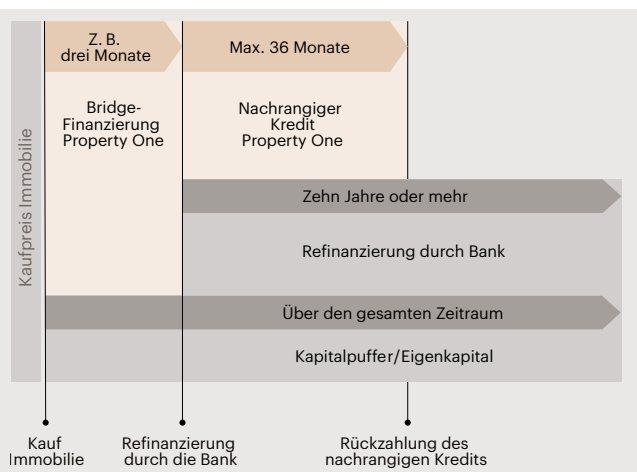 Z. B.
drei Monate
Max. 36 Monate
Bridge-
Finanzierung
Property One
Nachrangiger
Kredit
Property One
Kaufpreis Immobilie
Zehn Jahre oder mehr
Refinanzierung durch Bank
Über den gesamten Zeitraum
Kapitalpuffer/Eigenkapital
Kauf
Immobilie
Refinanzierung
durch die Bank
Rückzahlung des
nachrangigen Kredits